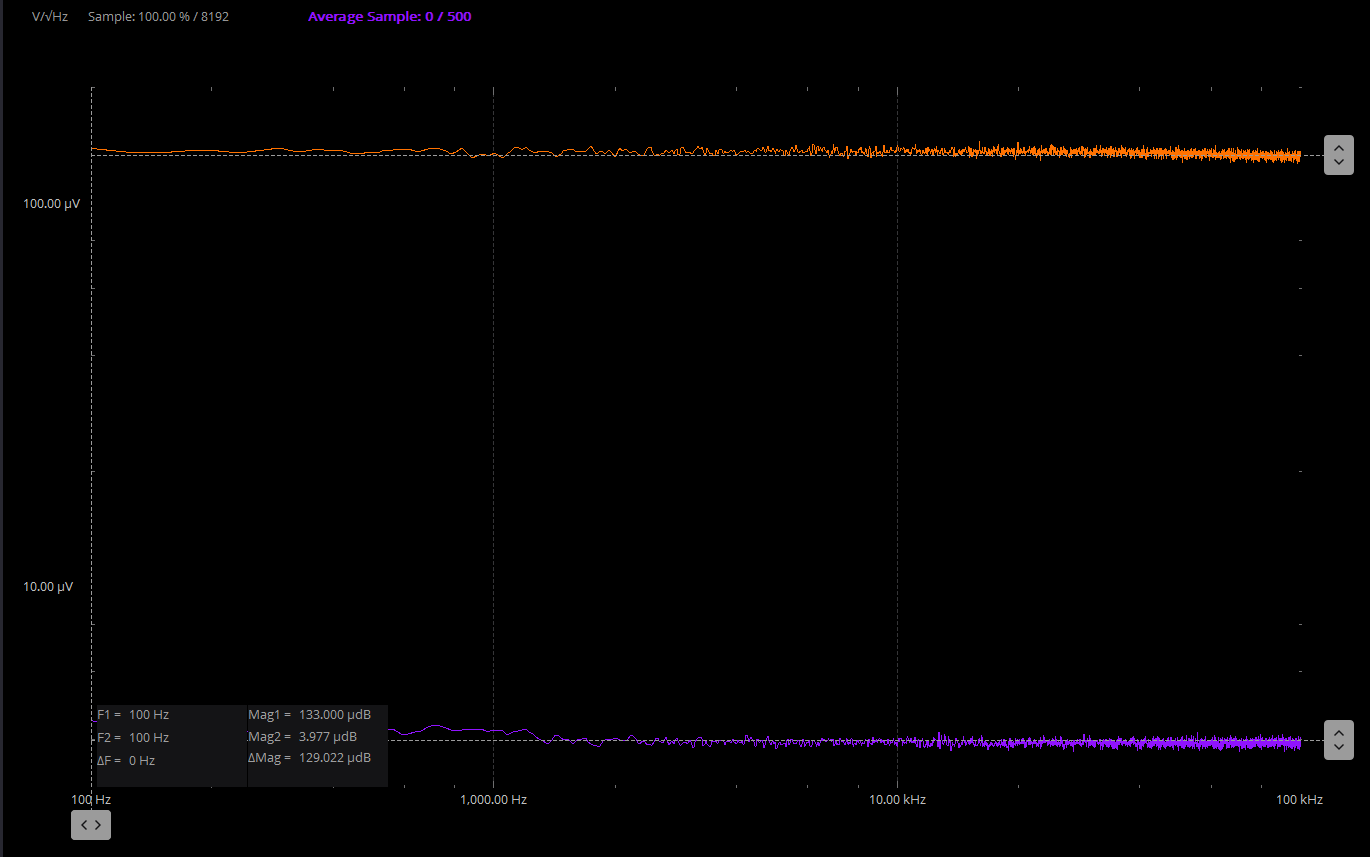 V/√Hz Sample: 100.00 % / 8192 Average Sample: 0 / 500
100.00 µV
10.00 µV
F1 = 100 Hz Mag1 = 133.000 µdB
F2 = 100 Hz Mag2 = 3.977 µdB
ΔF = 0 Hz ΔMag = 129.022 µdB
100 Hz 1,000.00 Hz 10.00 kHz 100 kHz